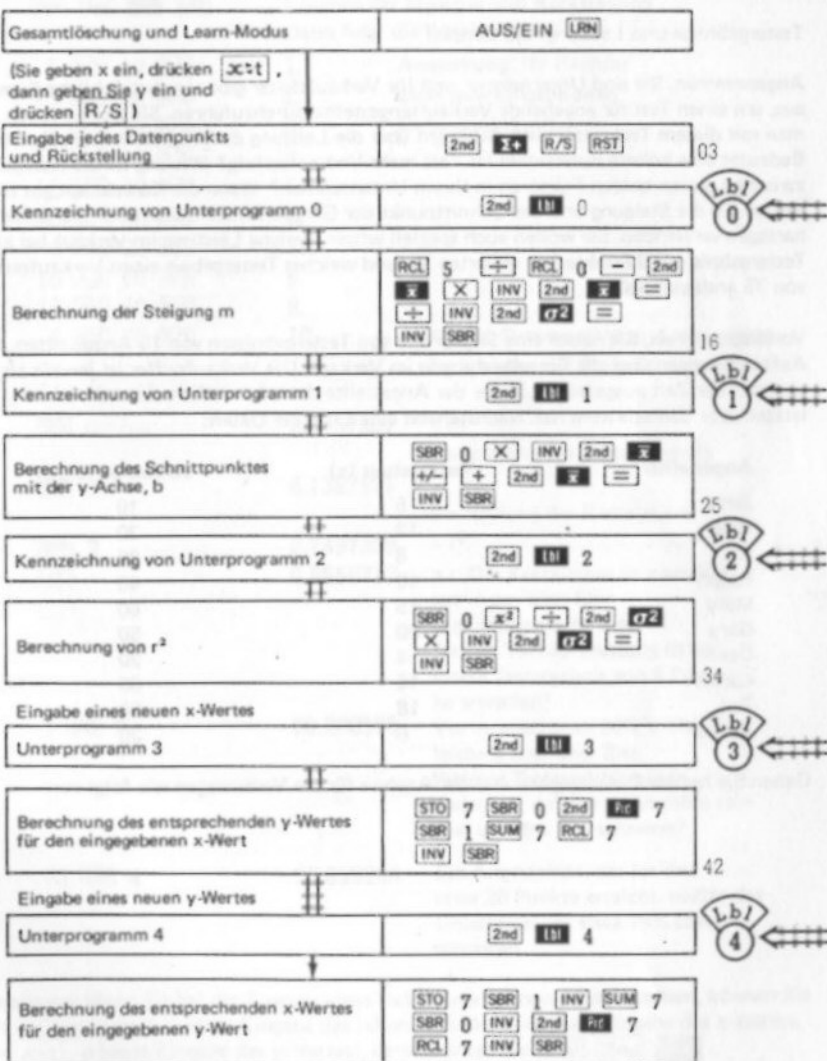 Gesamtlöschung und Learn-Modus AUS/EIN LRN
(Sie geben x ein, drücken x⇄t ,
dann geben Sie y ein und
drücken R/S )
Eingabe jedes Datenpunkts
und Rückstellung
2nd Σ+ R/S RST
03
Kennzeichnung von Unterprogramm 0 2nd Lbl 0
Lbl
0
Berechnung der Steigung m
RCL 5 ÷ RCL 0 − 2nd
x̄ X INV 2nd x̄ =
÷ INV 2nd σ2 =
INV SBR
16
Kennzeichnung von Unterprogramm 1 2nd Lbl 1
Lbl
1
Berechnung des Schnittpunktes
mit der y-Achse, b
SBR 0 X INV 2nd x̄
+/− + 2nd x̄ =
INV SBR
25
Kennzeichnung von Unterprogramm 2 2nd Lbl 2
Lbl
2
Berechnung von r²
SBR 0 x² ÷ 2nd σ2
X INV 2nd σ2 =
INV SBR
34
Eingabe eines neuen x-Wertes
Unterprogramm 3 2nd Lbl 3
Lbl
3
Berechnung des entsprechenden y-Wertes
für den eingegebenen x-Wert
STO 7 SBR 0 2nd Prd 7
SBR 1 SUM 7 RCL 7
INV SBR
42
Eingabe eines neuen y-Wertes
Unterprogramm 4 2nd Lbl 4
Lbl
4
Berechnung des entsprechenden x-Wertes
für den eingegebenen y-Wert
STO 7 SBR 1 INV SUM 7
SBR 0 INV 2nd Prd 7
RCL 7 INV SBR